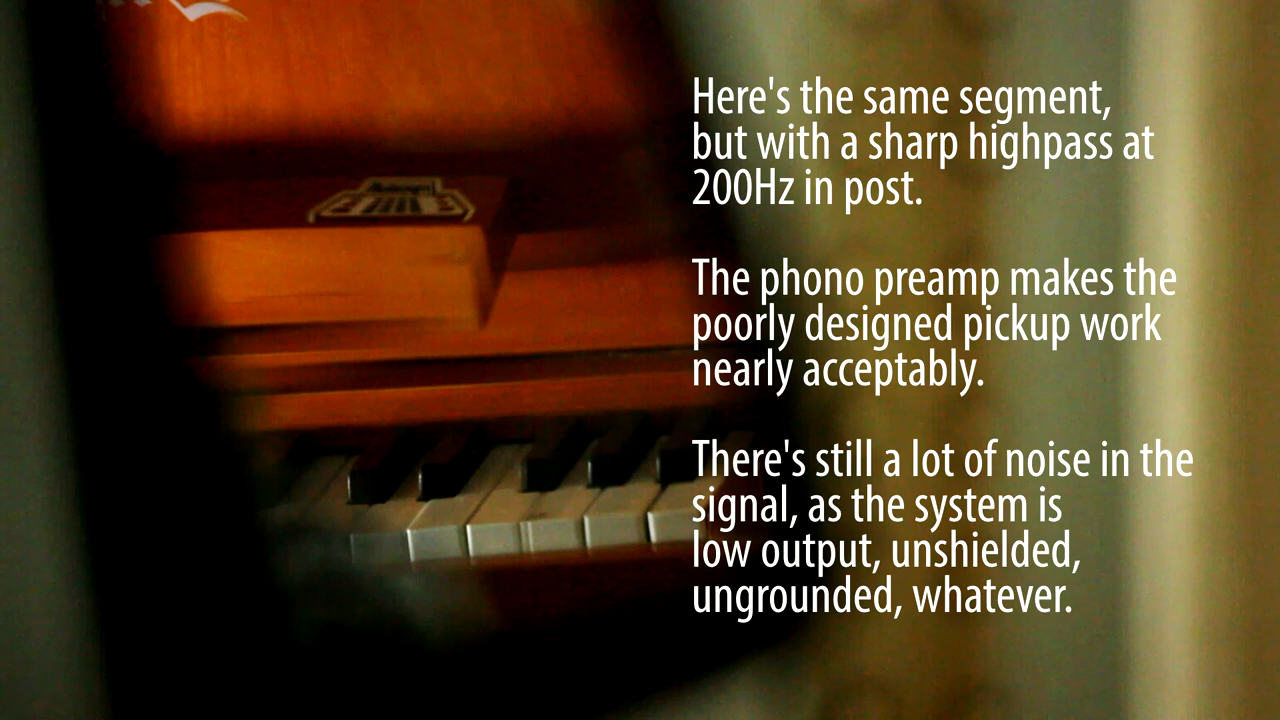 Here's the same segment,
but with a sharp highpass at
200Hz in post.
The phono preamp makes the
poorly designed pickup work
nearly acceptably.
There's still a lot of noise in the
signal, as the system is
low output, unshielded,
ungrounded, whatever.